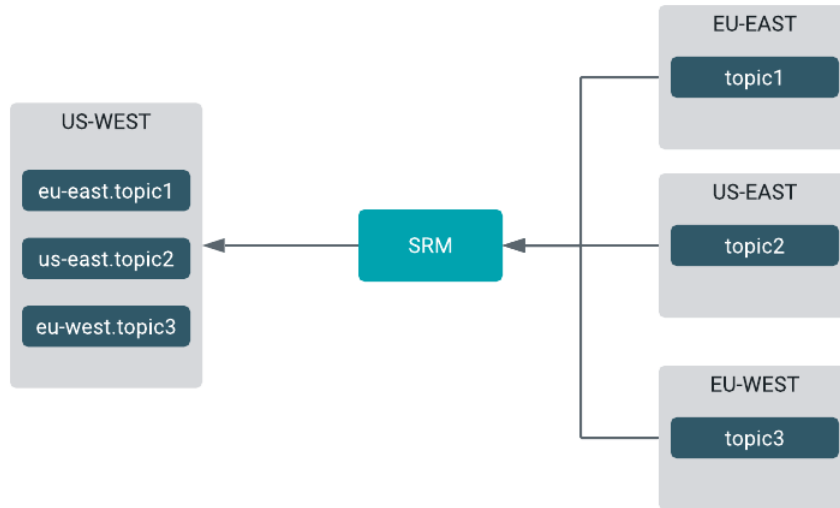 US-WEST
eu-east.topic1
us-east.topic2
eu-west.topic3
SRM
EU-EAST
topic1
US-EAST
topic2
EU-WEST
topic3